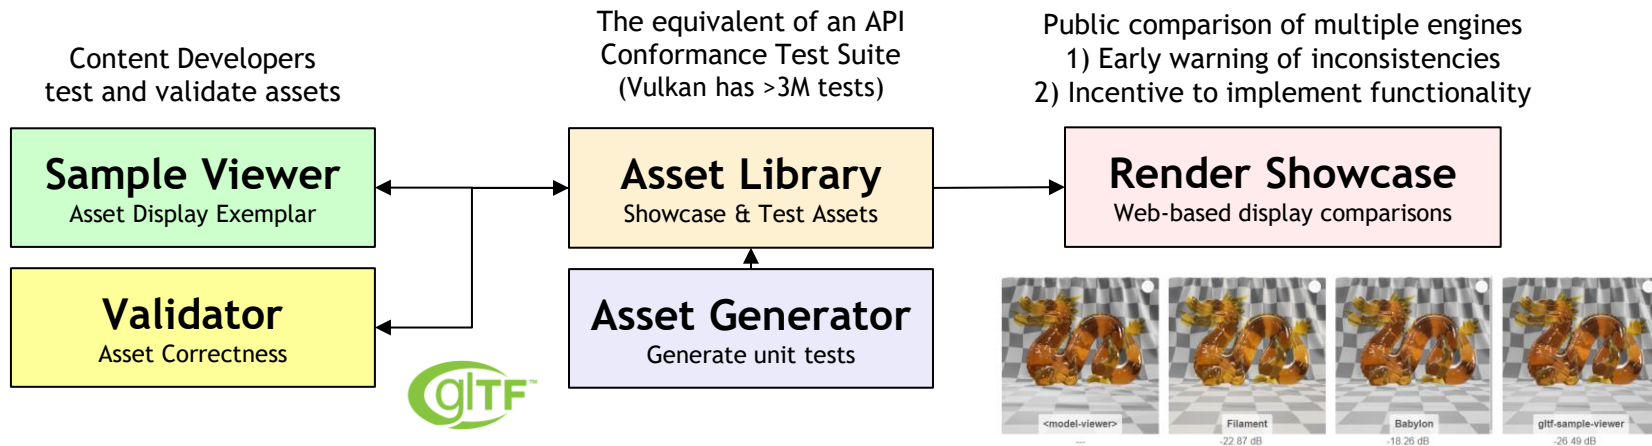 Content Developers
test and validate assets
The equivalent of an API
Conformance Test Suite
(Vulkan has >3M tests)
Public comparison of multiple engines
1) Early warning of inconsistencies
2) Incentive to implement functionality
Sample Viewer
Asset Display Exemplar
Asset Library
Showcase & Test Assets
Render Showcase
Web-based display comparisons
Validator
Asset Correctness
Asset Generator
Generate unit tests
glTF™
<model-viewer>
Filament
Babylon
gltf-sample-viewer
---
-22.87 dB
-18.26 dB
-26.49 dB